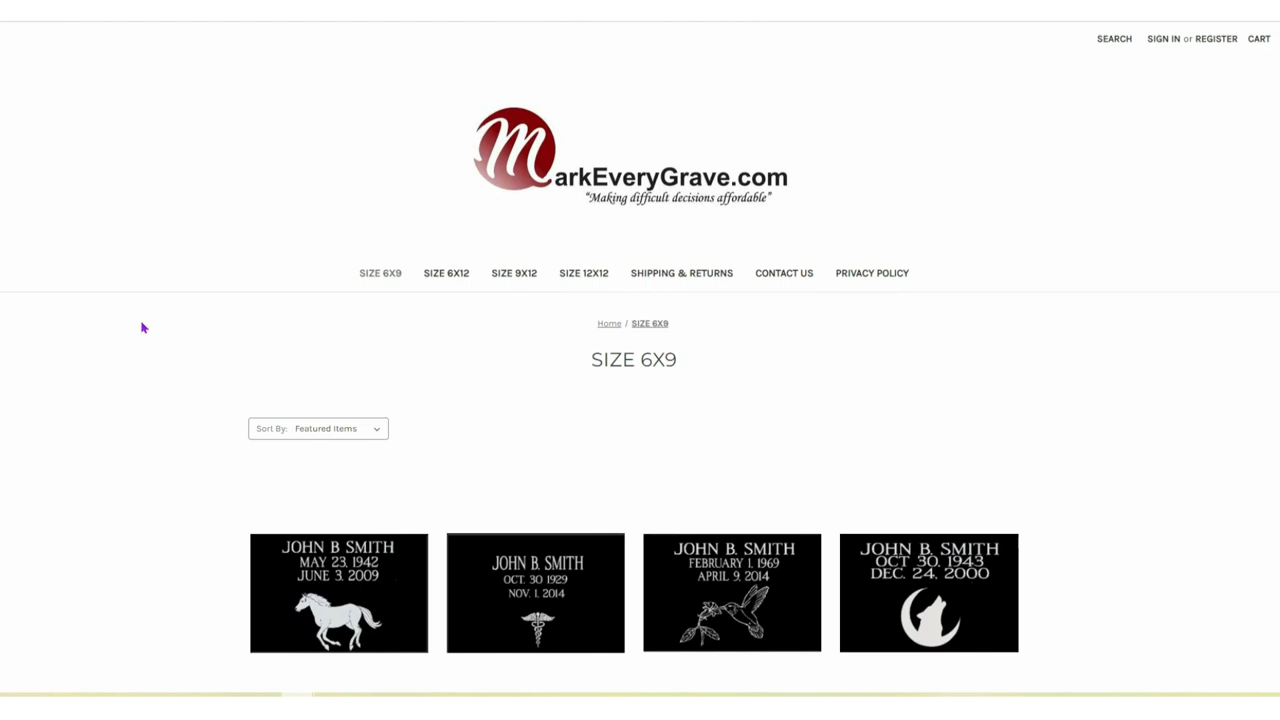 SEARCH SIGN IN or REGISTER CART
M
arkEveryGrave.com
"Making difficult decisions affordable"
SIZE 6X9 SIZE 6X12 SIZE 9X12 SIZE 12X12 SHIPPING & RETURNS CONTACT US PRIVACY POLICY
Home / SIZE 6X9
SIZE 6X9
Sort By: Featured Items
JOHN B SMITH
MAY 23, 1942
JUNE 3, 2009
JOHN B. SMITH
OCT. 30 1929
NOV. 1, 2014
JOHN B. SMITH
FEBRUARY 1, 1969
APRIL 9, 2014
JOHN B. SMITH
OCT 30, 1943
DEC. 24, 2000